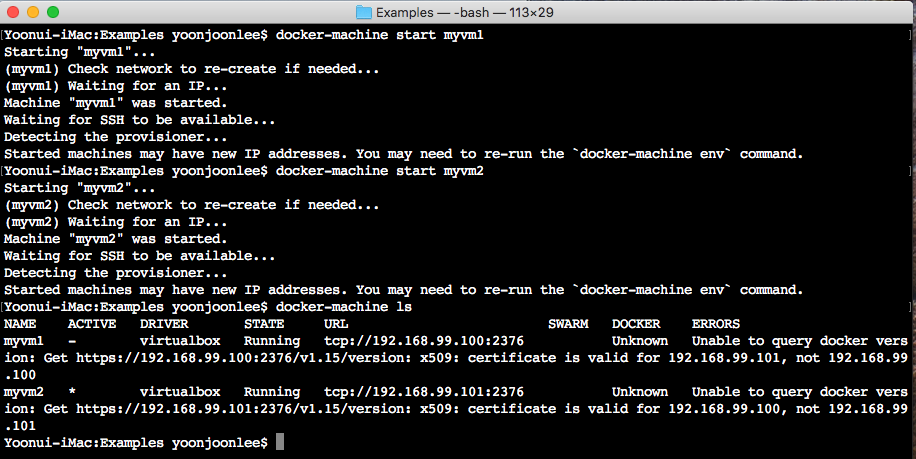 Examples — -bash — 113×29
[Yoonui-iMac:Examples yoonjoonlee$ docker-machine start myvm1]
Starting "myvm1"...
(myvm1) Check network to re-create if needed...
(myvm1) Waiting for an IP...
Machine "myvm1" was started.
Waiting for SSH to be available...
Detecting the provisioner...
Started machines may have new IP addresses. You may need to re-run the `docker-machine env` command.
[Yoonui-iMac:Examples yoonjoonlee$ docker-machine start myvm2]
Starting "myvm2"...
(myvm2) Check network to re-create if needed...
(myvm2) Waiting for an IP...
Machine "myvm2" was started.
Waiting for SSH to be available...
Detecting the provisioner...
Started machines may have new IP addresses. You may need to re-run the `docker-machine env` command.
[Yoonui-iMac:Examples yoonjoonlee$ docker-machine ls]
NAME    ACTIVE   DRIVER       STATE     URL                         SWARM   DOCKER    ERRORS
myvm1   -        virtualbox   Running   tcp://192.168.99.100:2376           Unknown   Unable to query docker vers
ion: Get https://192.168.99.100:2376/v1.15/version: x509: certificate is valid for 192.168.99.101, not 192.168.99
.100
myvm2   *        virtualbox   Running   tcp://192.168.99.101:2376           Unknown   Unable to query docker vers
ion: Get https://192.168.99.101:2376/v1.15/version: x509: certificate is valid for 192.168.99.100, not 192.168.99
.101
Yoonui-iMac:Examples yoonjoonlee$